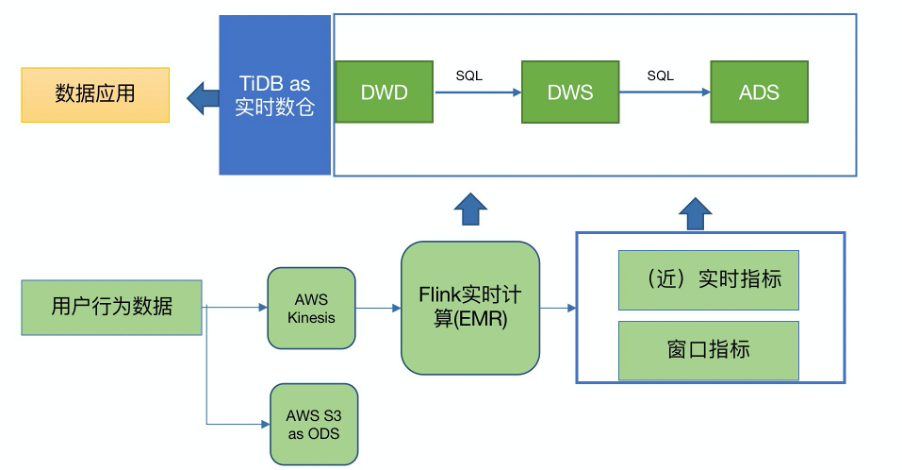 数据应用
TiDB as
实时数仓
DWD
SQL
DWS
SQL
ADS
用户行为数据
AWS
Kinesis
Flink实时计
算(EMR)
（近）实时指标
窗口指标
AWS S3
as ODS